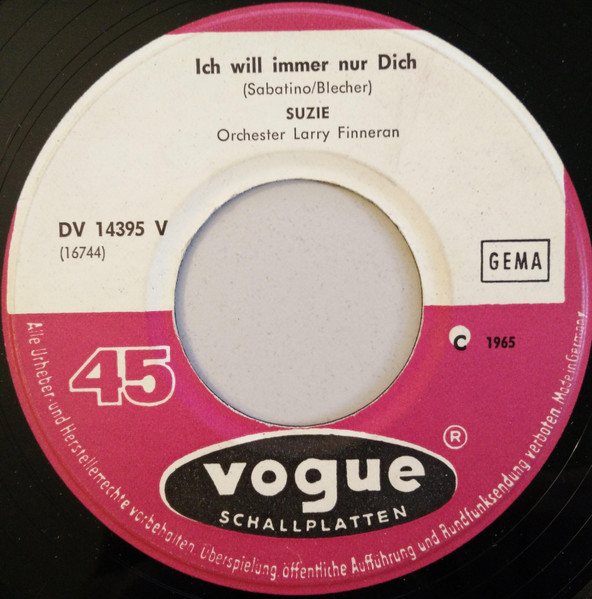 Ich will immer nur Dich
(Sabatino/Blecher)
SUZIE
Orchester Larry Finneran
DV 14395 V
(16744)
GEMA
45
C 1965
vogue ®
SCHALLPLATTEN
Alle Urheber- und Herstellerrechte vorbehalten. Überspielung, öffentliche Aufführung und Rundfunksendung verboten. Made in Germany